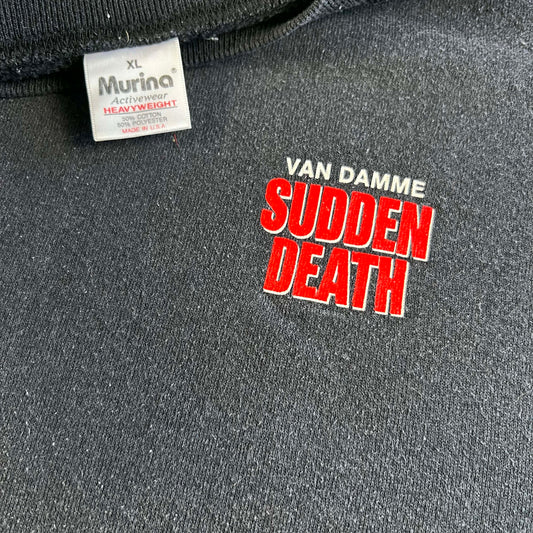 XL
Murina®
Activewear
HEAVYWEIGHT
50% COTTON
50% POLYESTER
MADE IN U.S.A.
VAN DAMME
SUDDEN
DEATH